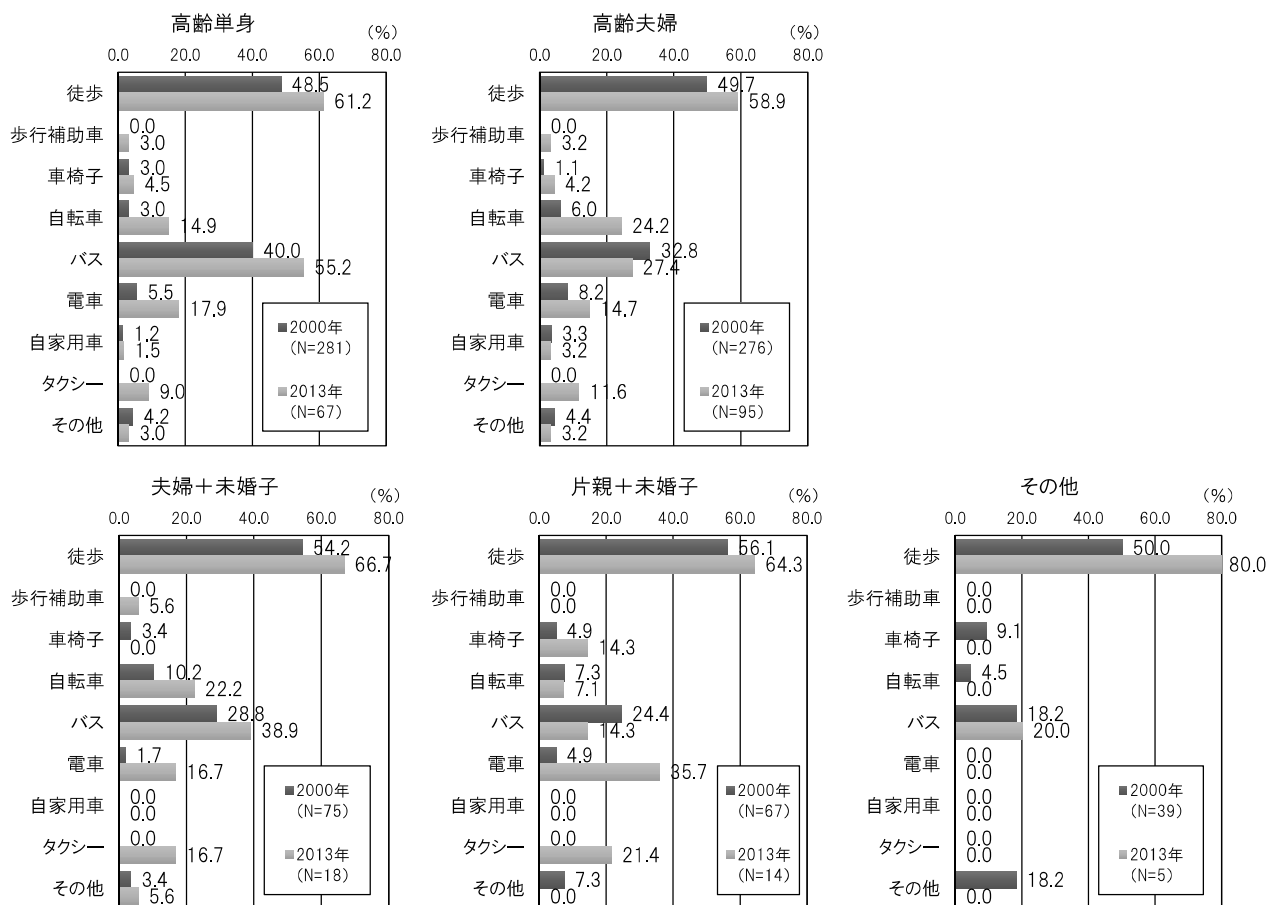 高齢単身
(%)
0.0 20.0 40.0 60.0 80.0
徒歩 48.5
61.2
歩行補助車 0.0
3.0
車椅子 3.0
4.5
自転車 3.0
14.9
バス 40.0
55.2
電車 5.5
17.9
自家用車 1.2
1.5
タクシー 0.0
9.0
その他 4.2
3.0
2000年
(N=281)
2013年
(N=67)
高齢夫婦
(%)
0.0 20.0 40.0 60.0 80.0
徒歩 49.7
58.9
歩行補助車 0.0
3.2
車椅子 1.1
4.2
自転車 6.0
24.2
バス 32.8
27.4
電車 8.2
14.7
自家用車 3.3
3.2
タクシー 0.0
11.6
その他 4.4
3.2
2000年
(N=276)
2013年
(N=95)
夫婦＋未婚子
(%)
0.0 20.0 40.0 60.0 80.0
徒歩 54.2
66.7
歩行補助車 0.0
5.6
車椅子 3.4
0.0
自転車 10.2
22.2
バス 28.8
38.9
電車 1.7
16.7
自家用車 0.0
0.0
タクシー 0.0
16.7
その他 3.4
5.6
2000年
(N=75)
2013年
(N=18)
片親＋未婚子
(%)
0.0 20.0 40.0 60.0 80.0
徒歩 56.1
64.3
歩行補助車 0.0
0.0
車椅子 4.9
14.3
自転車 7.3
7.1
バス 24.4
14.3
電車 4.9
35.7
自家用車 0.0
0.0
タクシー 0.0
21.4
その他 7.3
0.0
2000年
(N=67)
2013年
(N=14)
その他
(%)
0.0 20.0 40.0 60.0 80.0
徒歩 50.0
80.0
歩行補助車 0.0
0.0
車椅子 9.1
0.0
自転車 4.5
0.0
バス 18.2
20.0
電車 0.0
0.0
自家用車 0.0
0.0
タクシー 0.0
0.0
その他 18.2
0.0
2000年
(N=39)
2013年
(N=5)